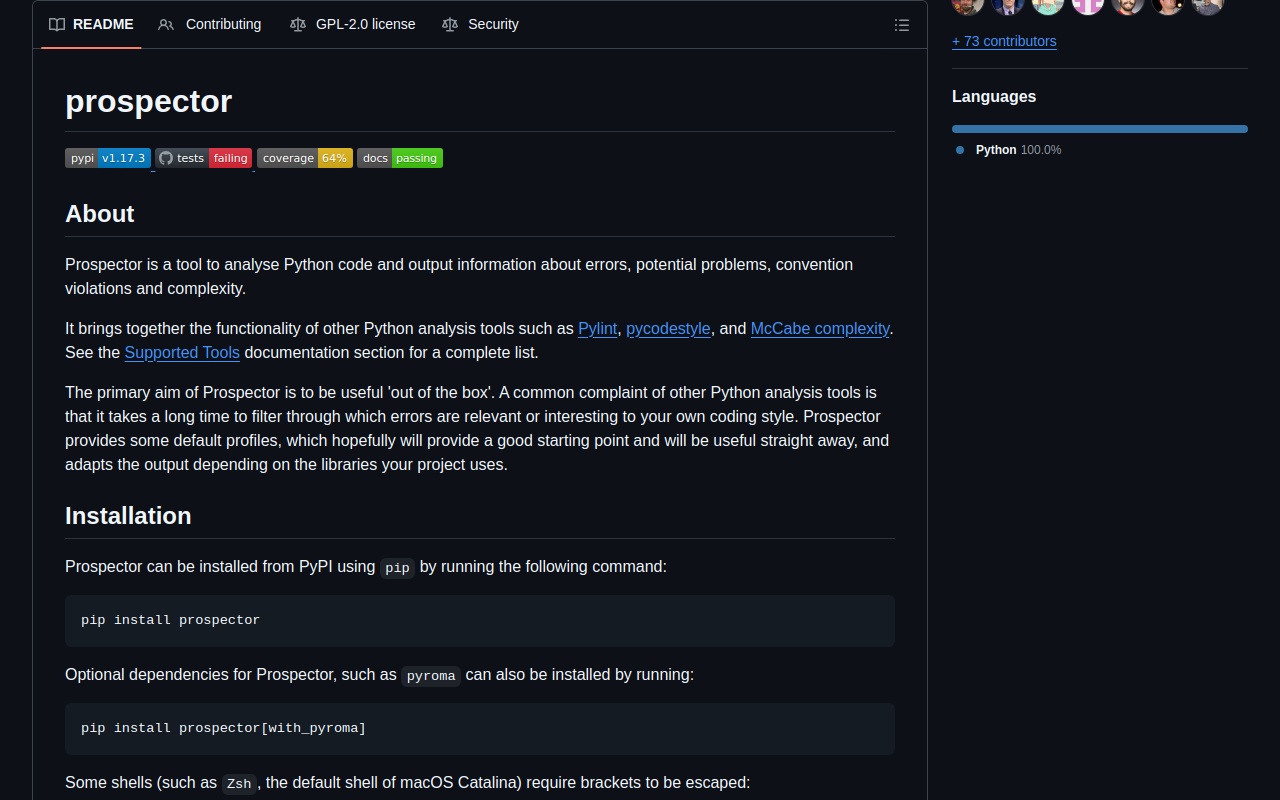 README
Contributing
GPL-2.0 license
Security
prospector
pypi v1.17.3
tests failing
coverage 64%
docs passing
About
Prospector is a tool to analyse Python code and output information about errors, potential problems, convention
violations and complexity.
It brings together the functionality of other Python analysis tools such as Pylint, pycodestyle, and McCabe complexity.
See the Supported Tools documentation section for a complete list.
The primary aim of Prospector is to be useful 'out of the box'. A common complaint of other Python analysis tools is
that it takes a long time to filter through which errors are relevant or interesting to your own coding style. Prospector
provides some default profiles, which hopefully will provide a good starting point and will be useful straight away, and
adapts the output depending on the libraries your project uses.
Installation
Prospector can be installed from PyPI using pip by running the following command:
pip install prospector
Optional dependencies for Prospector, such as pyroma can also be installed by running:
pip install prospector[with_pyroma]
Some shells (such as Zsh, the default shell of macOS Catalina) require brackets to be escaped:
+ 73 contributors
Languages
Python 100.0%